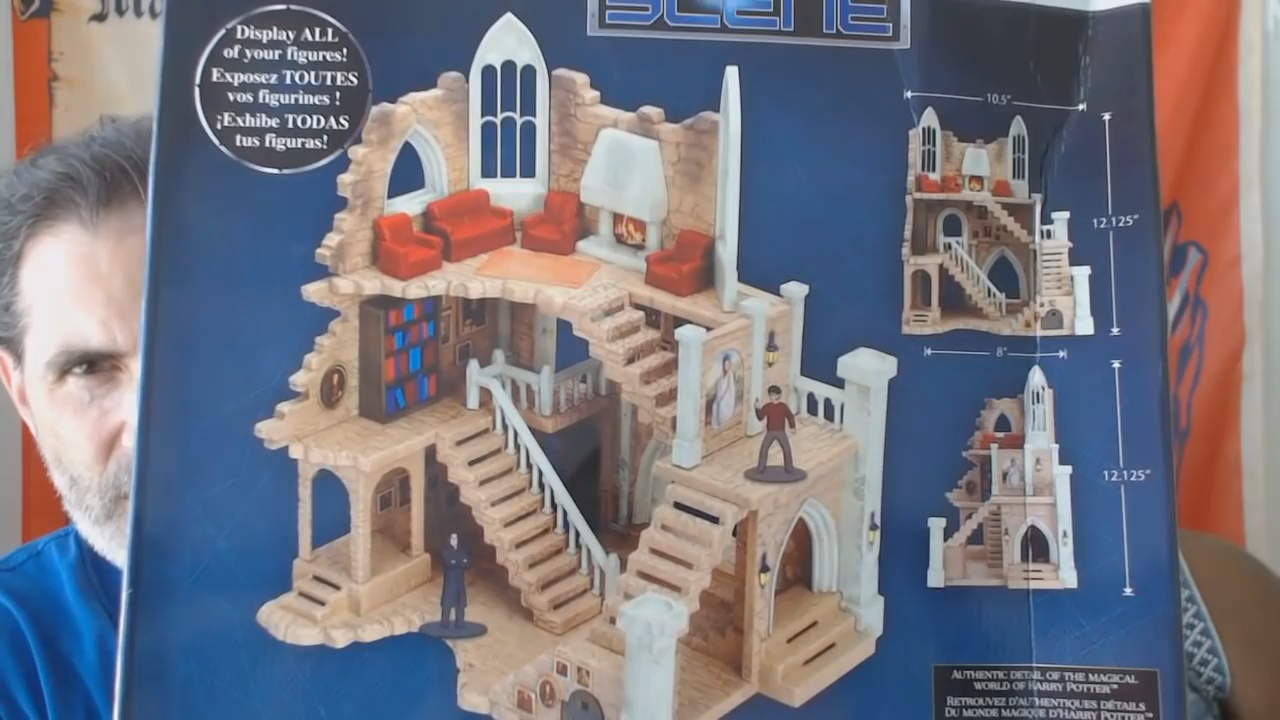 SCENE
Display ALL
of your figures!
Exposez TOUTES
vos figurines !
¡Exhibe TODAS
tus figuras!
10.5"
12.125"
8"
12.125"
AUTHENTIC DETAIL OF THE MAGICAL
WORLD OF HARRY POTTER™
RETROUVEZ D'AUTHENTIQUES DÉTAILS
DU MONDE MAGIQUE D'HARRY POTTER™